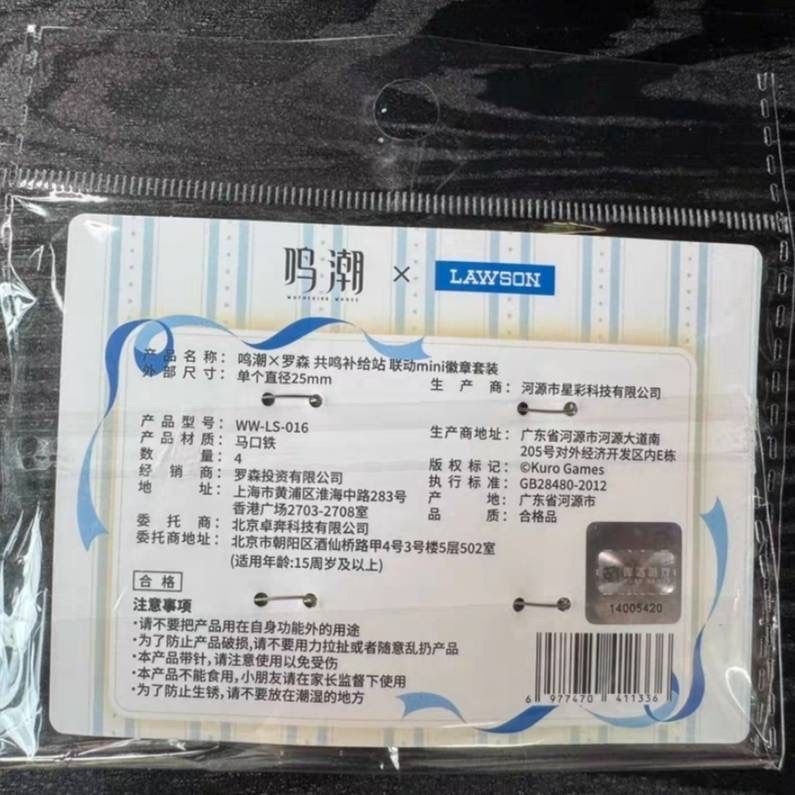 鸣潮 × LAWSON
WUTHERING WAVES
产品名称: 鸣潮×罗森 共鸣补给站 联动mini徽章套装
外部尺寸: 单个直径25mm
产品型号: WW-LS-016
产品材质: 马口铁
数量: 4
经销商: 罗森投资有限公司
地址: 上海市黄浦区淮海中路283号
香港广场2703-2708室
委托商: 北京卓奔科技有限公司
委托商地址: 北京市朝阳区酒仙桥路甲4号3号楼5层502室
(适用年龄:15周岁及以上)
生产商: 河源市星彩科技有限公司
生产商地址: 广东省河源市河源大道南
205号对外经济开发区内E栋
版权标记: ©Kuro Games
执行标准: GB28480-2012
产地: 广东省河源市
品质: 合格品
合格
注意事项
·请不要把产品用在自身功能外的用途
·为了防止产品破损,请不要用力拉扯或者随意乱扔产品
·本产品带针,请注意使用以免受伤
·本产品不能食用,小朋友请在家长监督下使用
·为了防止生锈,请不要放在潮湿的地方
14005420
6 977470 411336